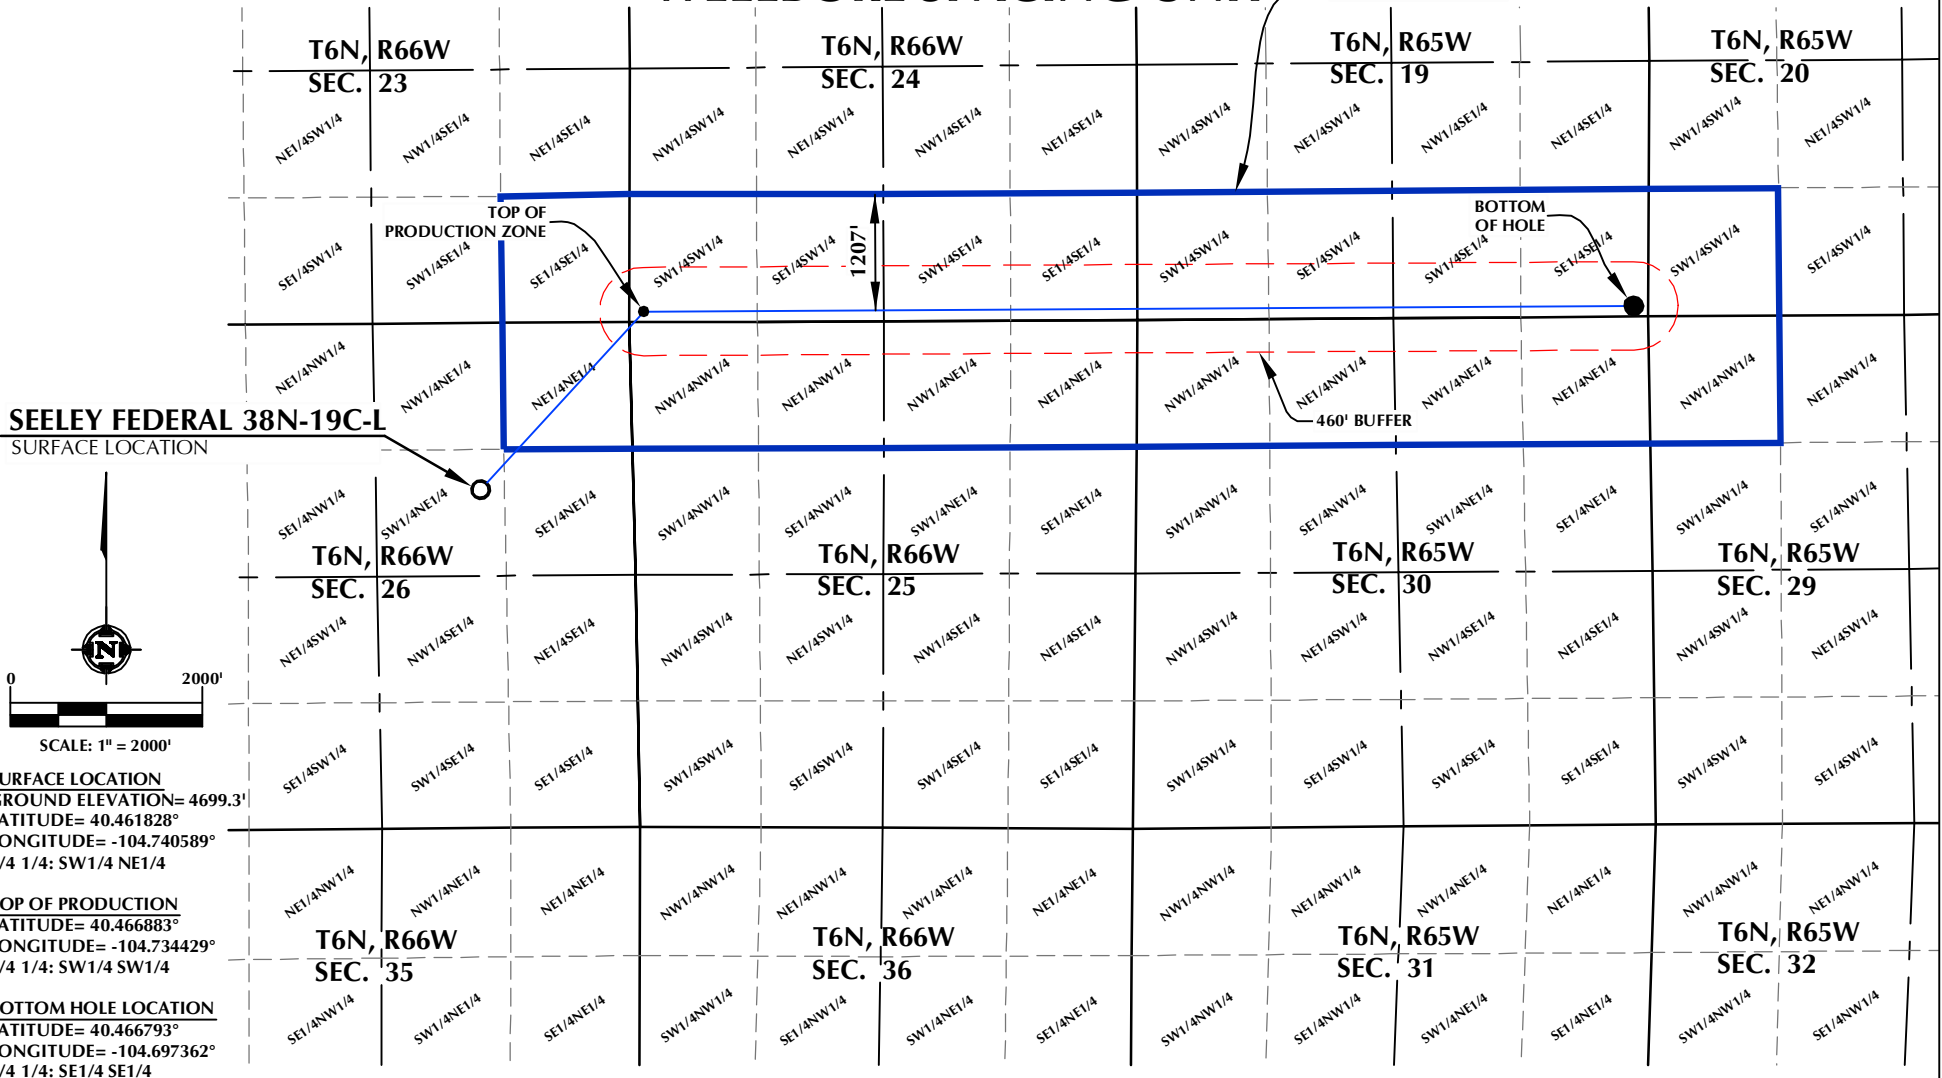 WELLBORE SPACING UNIT
T6N, R66W
SEC. 23
T6N, R66W
SEC. 24
T6N, R65W
SEC. 19
T6N, R65W
SEC. 20
NE1/4SW1/4
NW1/4SE1/4
NE1/4SE1/4
NW1/4SW1/4
NE1/4SW1/4
NW1/4SE1/4
NE1/4SE1/4
NW1/4SW1/4
NE1/4SW1/4
NW1/4SE1/4
NE1/4SE1/4
NW1/4SW1/4
NE1/4SW1/4
TOP OF
PRODUCTION ZONE
1207'
BOTTOM
OF HOLE
SE1/4SW1/4
SW1/4SE1/4
SE1/4SE1/4
SW1/4SW1/4
SE1/4SW1/4
SW1/4SE1/4
SE1/4SE1/4
SW1/4SW1/4
SE1/4SW1/4
SW1/4SE1/4
SE1/4SE1/4
SW1/4SW1/4
SE1/4SW1/4
NE1/4NW1/4
NW1/4NE1/4
NE1/4NE1/4
NW1/4NW1/4
NE1/4NW1/4
NW1/4NE1/4
NE1/4NE1/4
NW1/4NW1/4
NE1/4NW1/4
NW1/4NE1/4
NE1/4NE1/4
NW1/4NW1/4
NE1/4NW1/4
460' BUFFER
SEELEY FEDERAL 38N-19C-L
SURFACE LOCATION
SE1/4NW1/4
SW1/4NE1/4
SE1/4NE1/4
SW1/4NW1/4
SE1/4NW1/4
SW1/4NE1/4
SE1/4NE1/4
SW1/4NW1/4
SE1/4NW1/4
SW1/4NE1/4
SE1/4NE1/4
SW1/4NW1/4
SE1/4NW1/4
T6N, R66W
SEC. 26
T6N, R66W
SEC. 25
T6N, R65W
SEC. 30
T6N, R65W
SEC. 29
NE1/4SW1/4
NW1/4SE1/4
NE1/4SE1/4
NW1/4SW1/4
NE1/4SW1/4
NW1/4SE1/4
NE1/4SE1/4
NW1/4SW1/4
NE1/4SW1/4
NW1/4SE1/4
NE1/4SE1/4
NW1/4SW1/4
NE1/4SW1/4
N
0 2000'
SCALE: 1" = 2000'
SE1/4SW1/4
SW1/4SE1/4
SE1/4SE1/4
SW1/4SW1/4
SE1/4SW1/4
SW1/4SE1/4
SE1/4SE1/4
SW1/4SW1/4
SE1/4SW1/4
SW1/4SE1/4
SE1/4SE1/4
SW1/4SW1/4
SE1/4SW1/4
URFACE LOCATION
GROUND ELEVATION= 4699.3'
ATITUDE= 40.461828°
ONGITUDE= -104.740589°
/4 1/4: SW1/4 NE1/4
OP OF PRODUCTION
ATITUDE= 40.466883°
ONGITUDE= -104.734429°
/4 1/4: SW1/4 SW1/4
OTTOM HOLE LOCATION
ATITUDE= 40.466793°
ONGITUDE= -104.697362°
/4 1/4: SE1/4 SE1/4
NE1/4NW1/4
NW1/4NE1/4
NE1/4NE1/4
NW1/4NW1/4
NE1/4NW1/4
NW1/4NE1/4
NE1/4NE1/4
NW1/4NW1/4
NE1/4NW1/4
NW1/4NE1/4
NE1/4NE1/4
NW1/4NW1/4
NE1/4NW1/4
T6N, R66W
SEC. 35
T6N, R66W
SEC. 36
T6N, R65W
SEC. 31
T6N, R65W
SEC. 32
SE1/4NW1/4
SW1/4NE1/4
SE1/4NE1/4
SW1/4NW1/4
SE1/4NW1/4
SW1/4NE1/4
SE1/4NE1/4
SW1/4NW1/4
SE1/4NW1/4
SW1/4NE1/4
SE1/4NE1/4
SW1/4NW1/4
SE1/4NW1/4